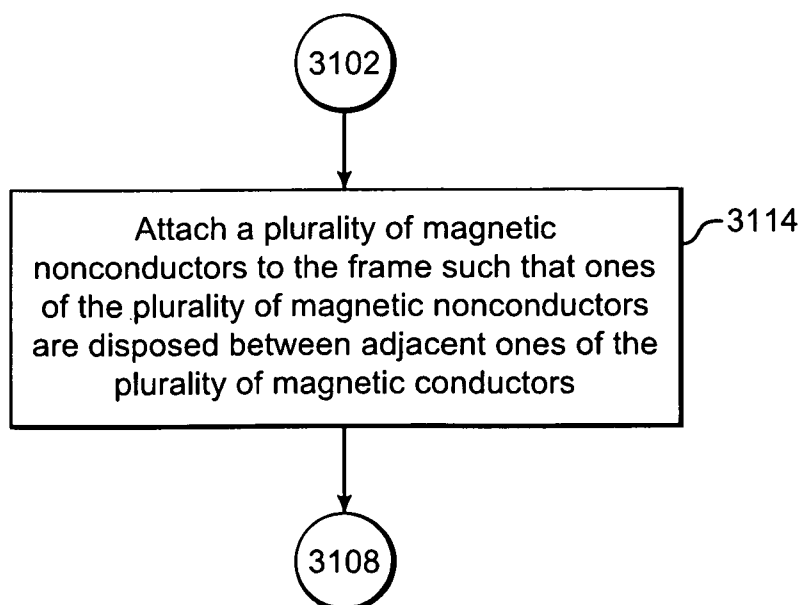 3102
Attach a plurality of magnetic
nonconductors to the frame such that ones
of the plurality of magnetic nonconductors
are disposed between adjacent ones of the
plurality of magnetic conductors
3114
3108